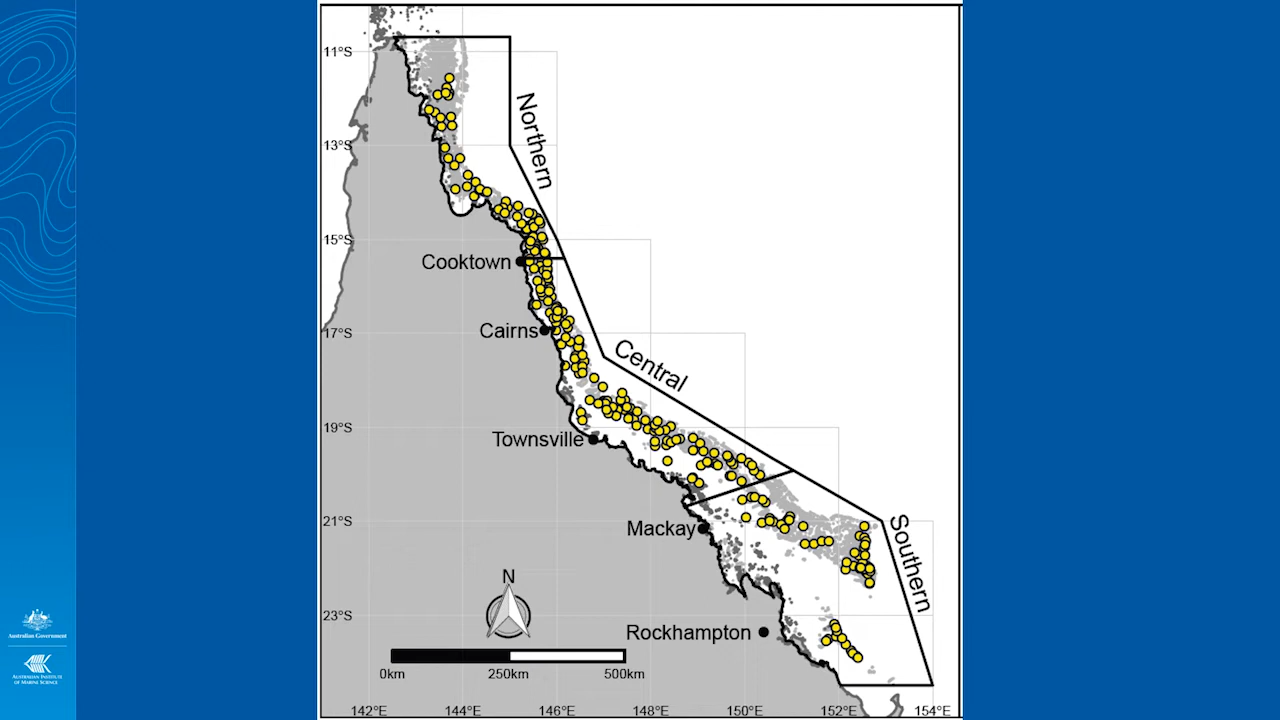 11°S
Northern
13°S
15°S
Cooktown
Cairns
17°S
Central
19°S
Townsville
21°S
Mackay
Southern
N
23°S
Rockhampton
0km 250km 500km
142°E 144°E 146°E 148°E 150°E 152°E 154°E
Australian Government
AUSTRALIAN INSTITUTE
OF MARINE SCIENCE